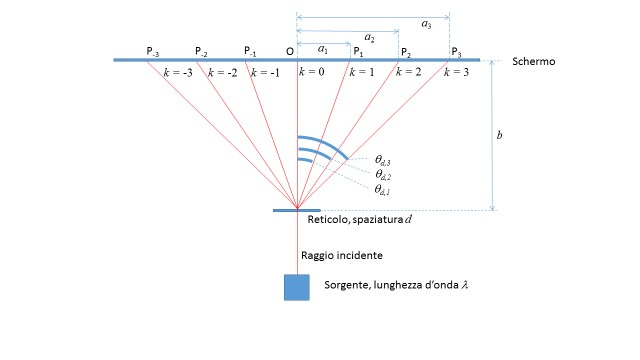 a3
a2
a1
P-3 P-2 P-1 O P1 P2 P3
Schermo
k = -3 k = -2 k = -1 k = 0 k = 1 k = 2 k = 3
b
θd,3
θd,2
θd,1
Reticolo, spaziatura d
Raggio incidente
Sorgente, lunghezza d'onda λ